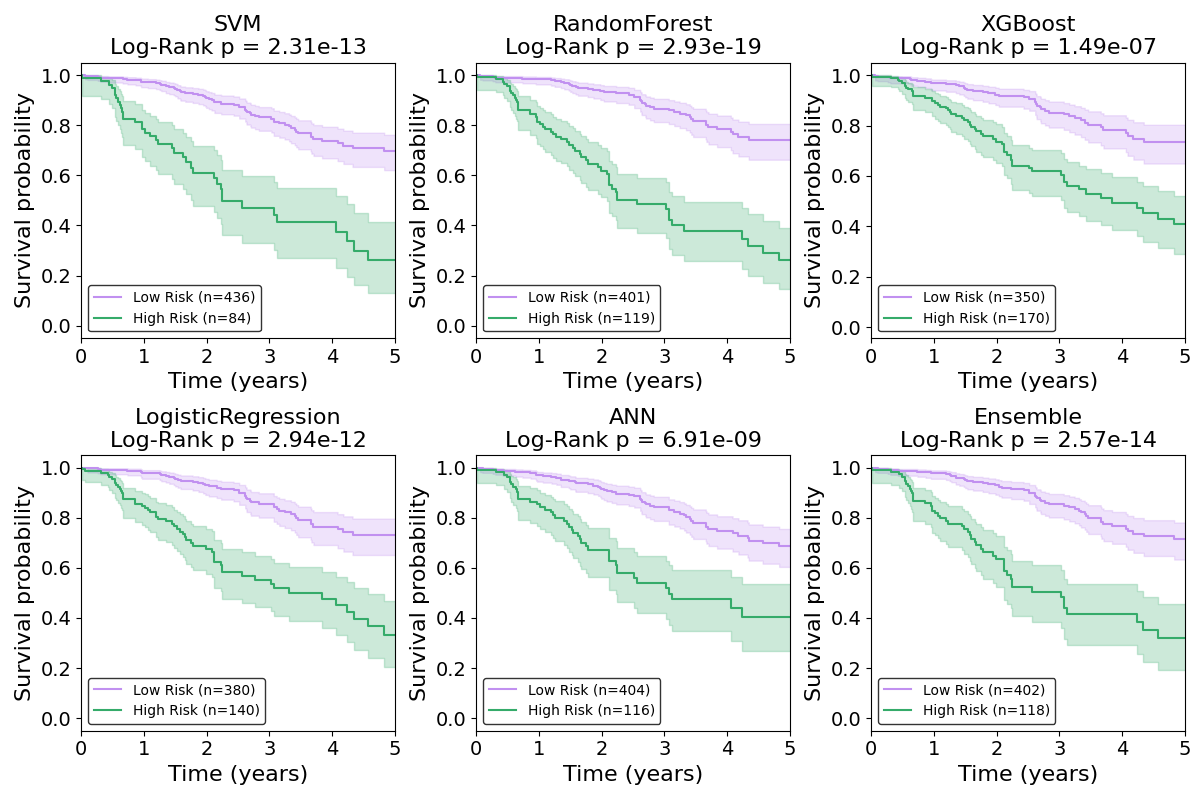 SVM
Log-Rank p = 2.31e-13
Survival probability
1.0
0.8
0.6
0.4
0.2
0.0
Low Risk (n=436)
High Risk (n=84)
0 1 2 3 4 5
Time (years)
RandomForest
Log-Rank p = 2.93e-19
Survival probability
1.0
0.8
0.6
0.4
0.2
0.0
Low Risk (n=401)
High Risk (n=119)
0 1 2 3 4 5
Time (years)
XGBoost
Log-Rank p = 1.49e-07
Survival probability
1.0
0.8
0.6
0.4
0.2
0.0
Low Risk (n=350)
High Risk (n=170)
0 1 2 3 4 5
Time (years)
LogisticRegression
Log-Rank p = 2.94e-12
Survival probability
1.0
0.8
0.6
0.4
0.2
0.0
Low Risk (n=380)
High Risk (n=140)
0 1 2 3 4 5
Time (years)
ANN
Log-Rank p = 6.91e-09
Survival probability
1.0
0.8
0.6
0.4
0.2
0.0
Low Risk (n=404)
High Risk (n=116)
0 1 2 3 4 5
Time (years)
Ensemble
Log-Rank p = 2.57e-14
Survival probability
1.0
0.8
0.6
0.4
0.2
0.0
Low Risk (n=402)
High Risk (n=118)
0 1 2 3 4 5
Time (years)